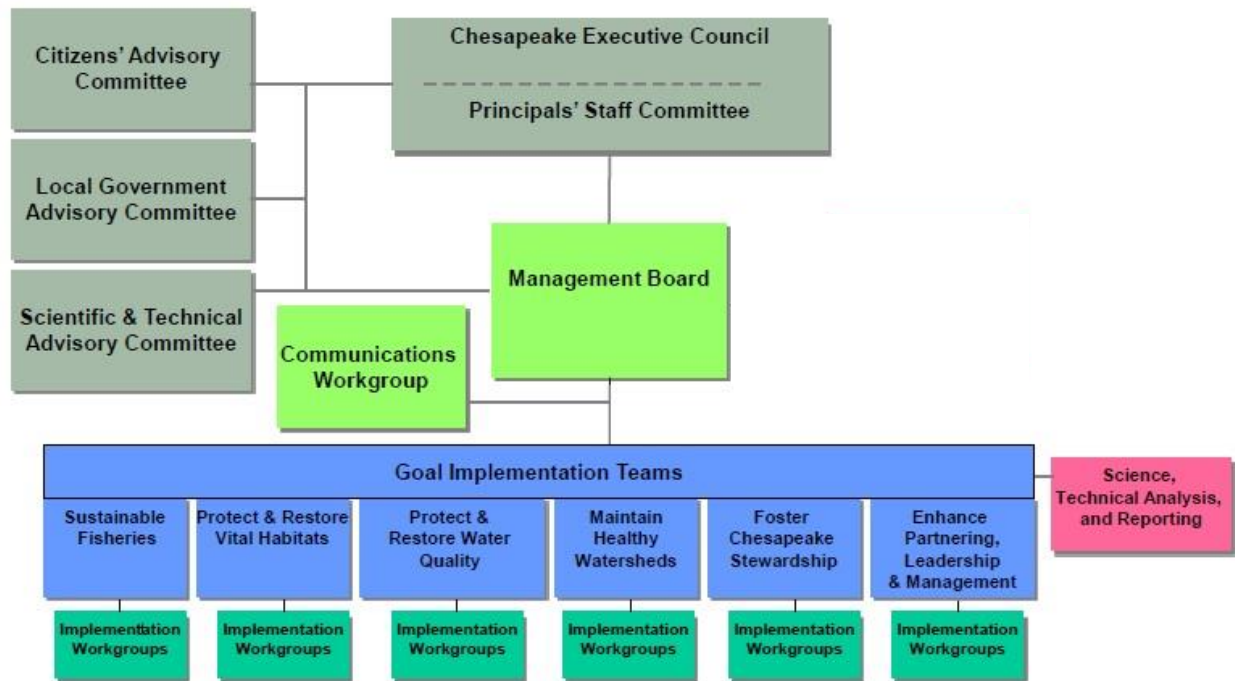 Citizens' Advisory
Committee
Chesapeake Executive Council
Principals' Staff Committee
Local Government
Advisory Committee
Scientific & Technical
Advisory Committee
Management Board
Communications
Workgroup
Goal Implementation Teams
Science,
Technical Analysis,
and Reporting
Sustainable
Fisheries
Protect & Restore
Vital Habitats
Protect &
Restore Water
Quality
Maintain
Healthy
Watersheds
Foster
Chesapeake
Stewardship
Enhance
Partnering,
Leadership
& Management
Implementtation
Workgroups
Implementation
Workgroups
Implementation
Workgroups
Implementation
Workgroups
Implementation
Workgroups
Implementation
Workgroups